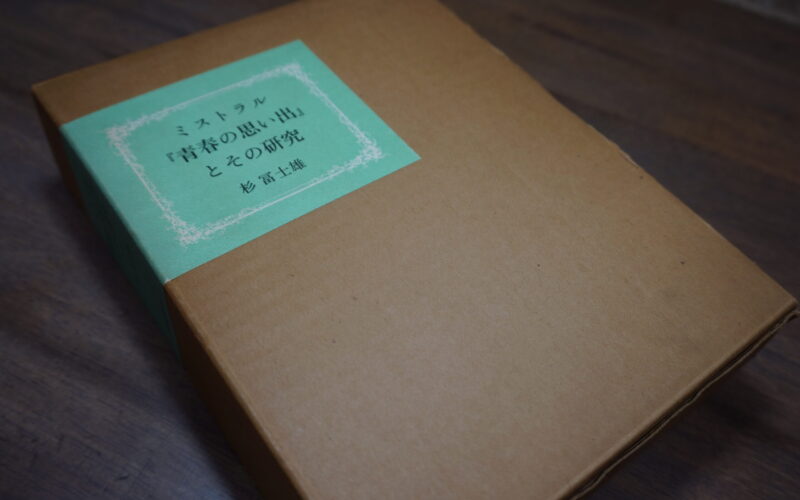 ミストラル
『青春の思い出』
とその研究
杉冨士雄